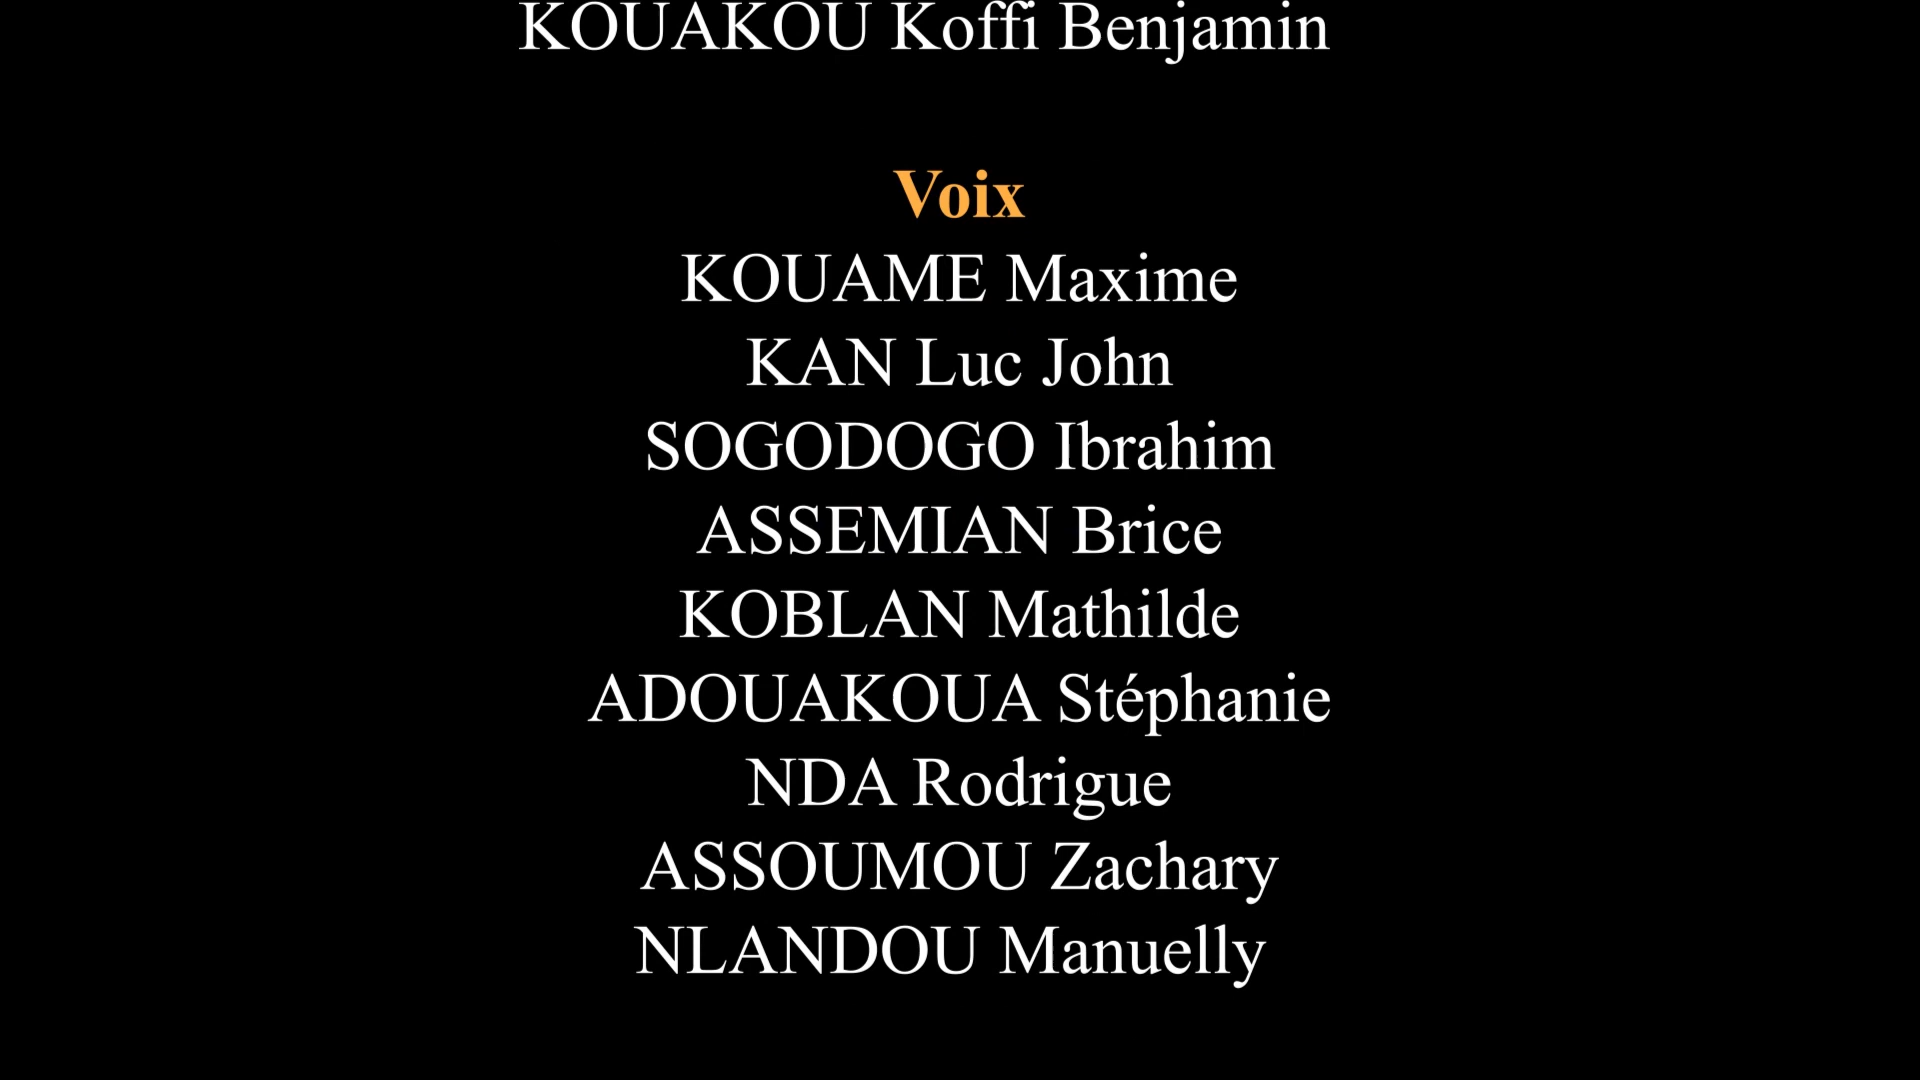 KOUAKOU Koffi Benjamin
Voix
KOUAME Maxime
KAN Luc John
SOGODOGO Ibrahim
ASSEMIAN Brice
KOBLAN Mathilde
ADOUAKOUA Stéphanie
NDA Rodrigue
ASSOUMOU Zachary
NLANDOU Manuelly